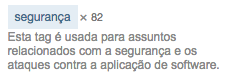 segurança × 82
Esta tag é usada para assuntos
relacionados com a segurança e os
ataques contra a aplicação de software.